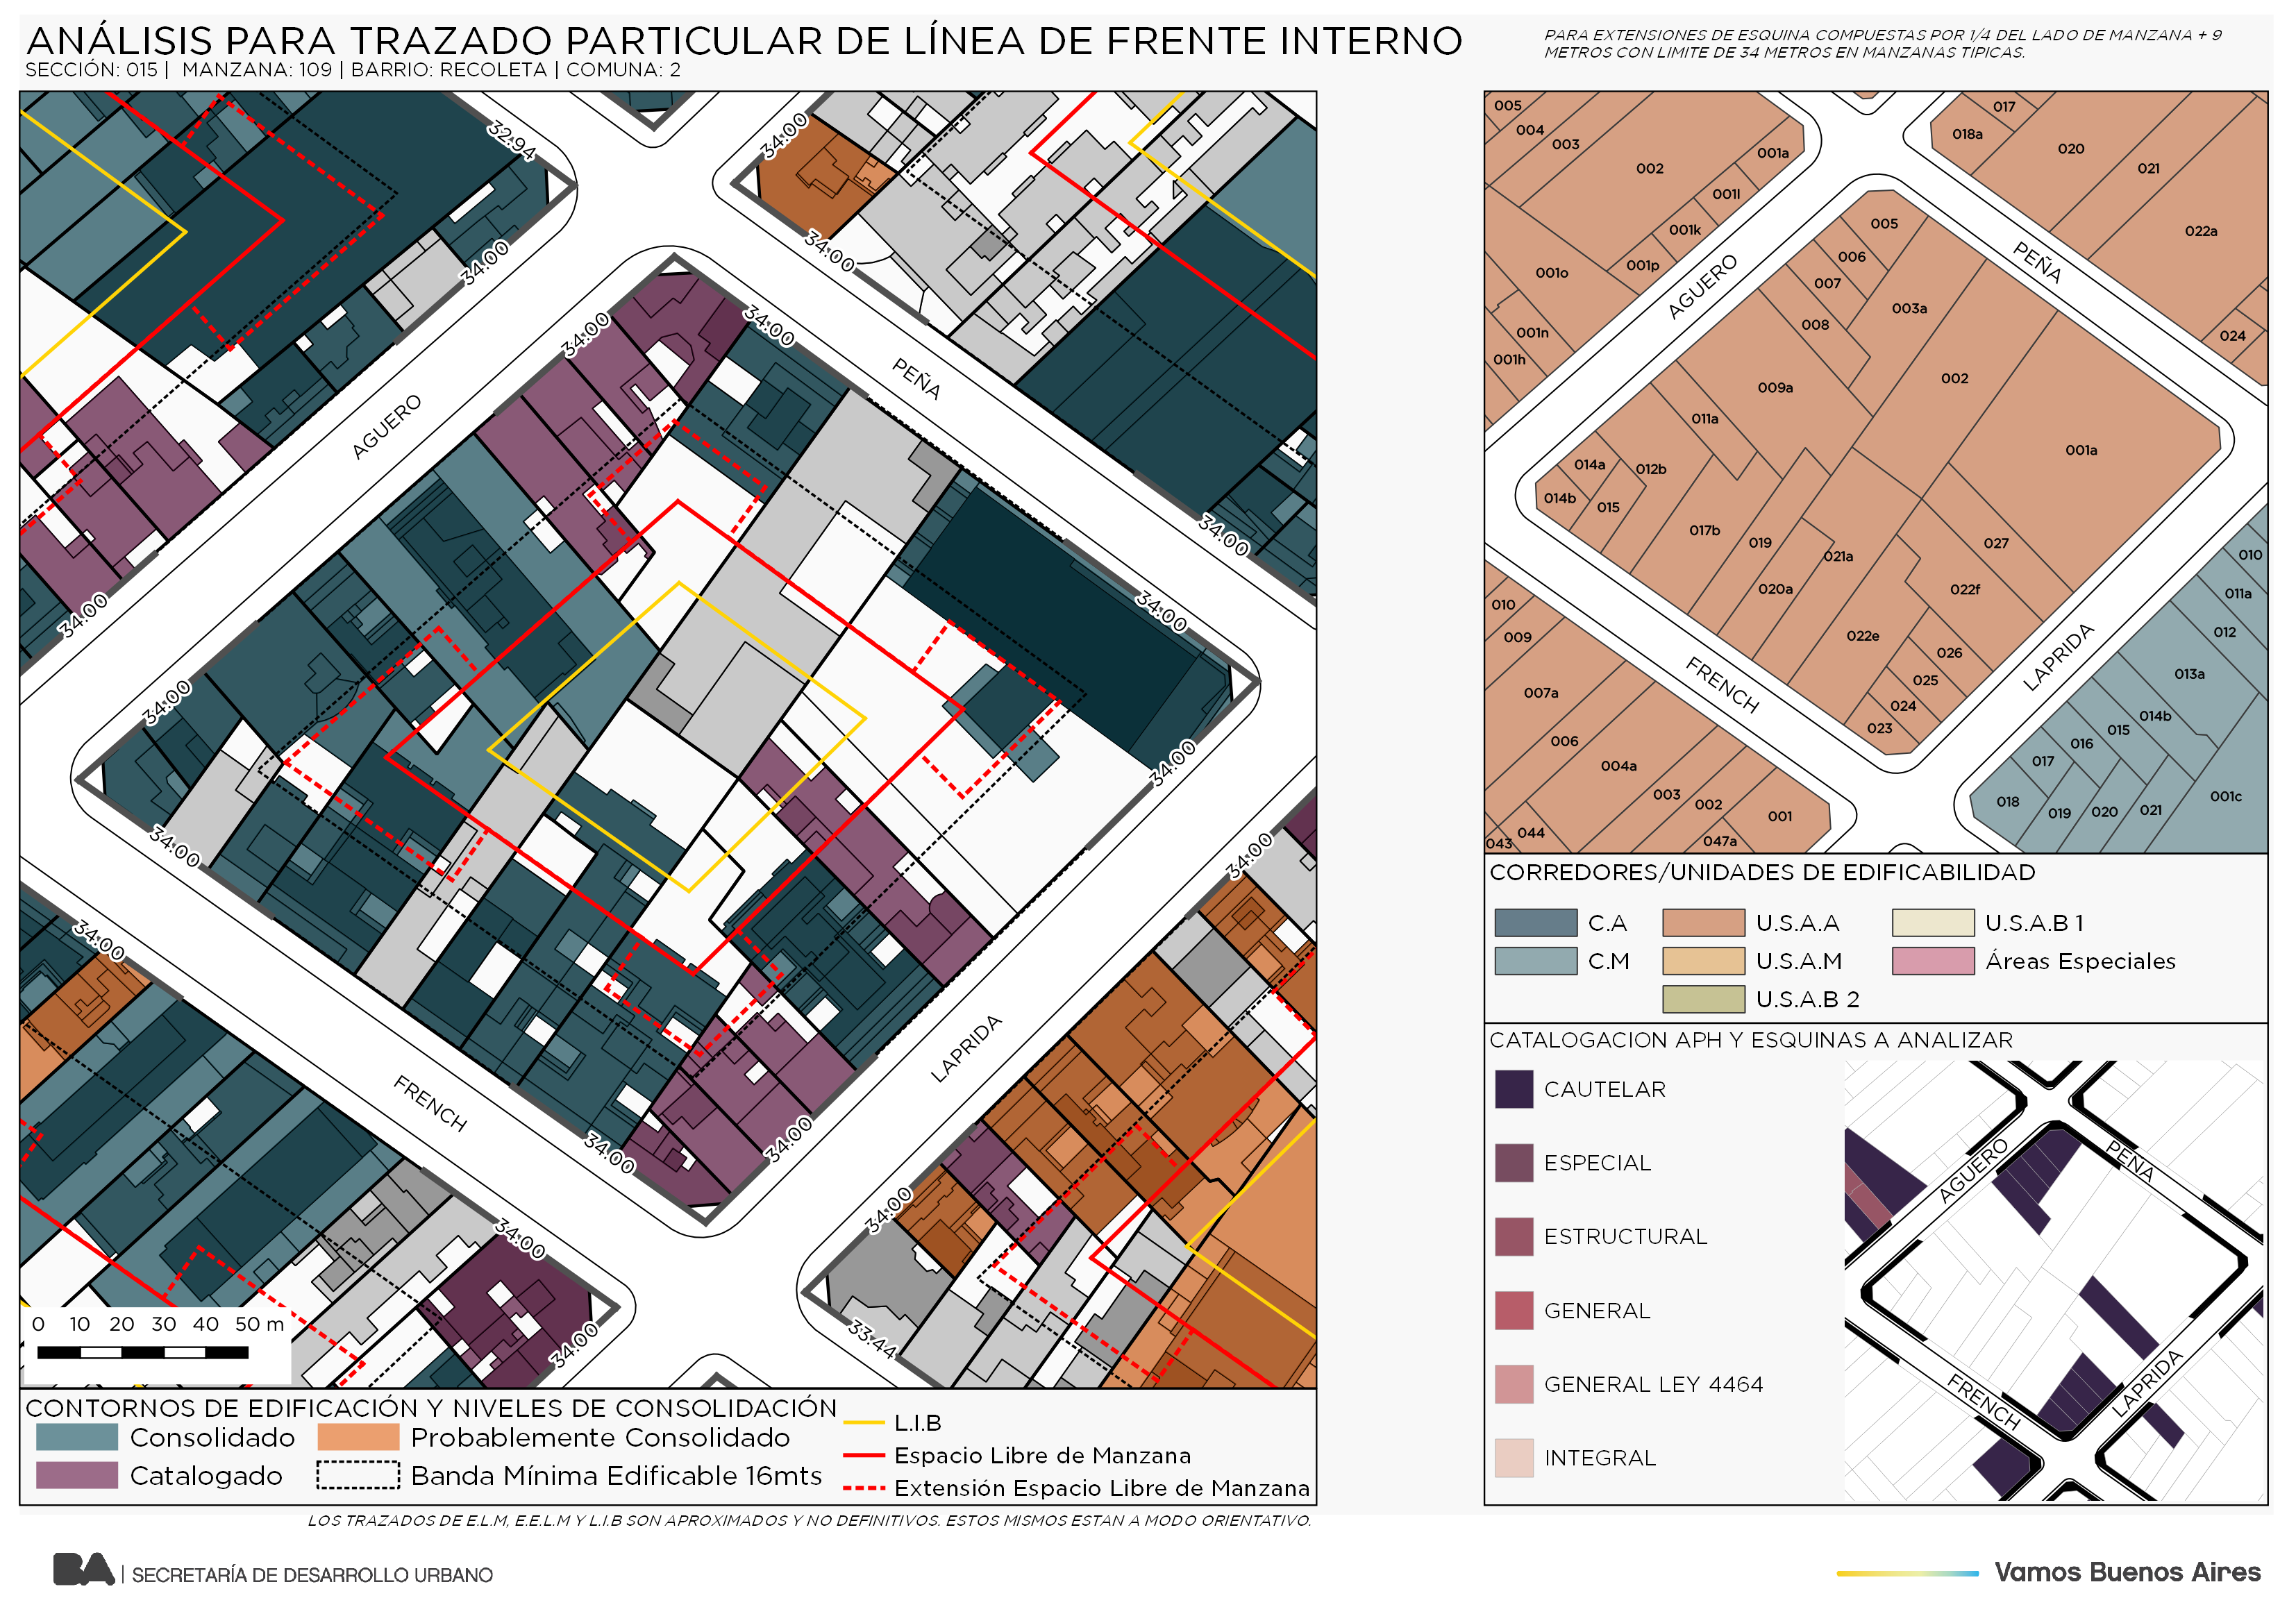 ANÁLISIS PARA TRAZADO PARTICULAR DE LÍNEA DE FRENTE INTERNO
SECCIÓN: 015 | MANZANA: 109 | BARRIO: RECOLETA | COMUNA: 2
PARA EXTENSIONES DE ESQUINA COMPUESTAS POR 1/4 DEL LADO DE MANZANA + 9
METROS CON LIMITE DE 34 METROS EN MANZANAS TIPICAS.
32.94
34.00
34.00
34.00
34.00
34.00
34.00
PEÑA
AGUERO
34.00
34.00
34.00
34.00
34.00
34.00
34.00
34.00
34.00
LAPRIDA
FRENCH
34.00
34.00
34.00
34.00
34.00
33.44
0 10 20 30 40 50 m
CONTORNOS DE EDIFICACIÓN Y NIVELES DE CONSOLIDACIÓN
Consolidado
Probablemente Consolidado
Catalogado
Banda Mínima Edificable 16mts
L.I.B
Espacio Libre de Manzana
Extensión Espacio Libre de Manzana
LOS TRAZADOS DE E.L.M, E.E.L.M Y L.I.B SON APROXIMADOS Y NO DEFINITIVOS. ESTOS MISMOS ESTAN A MODO ORIENTATIVO.
005
004
003
002
001a
001l
001k
001p
001o
001n
001h
017
018a
020
021
022a
024
AGUERO
PEÑA
005
006
007
003a
008
009a
002
001a
011a
014a
012b
014b
015
017b
019
021a
020a
027
022f
022e
026
025
024
023
FRENCH
LAPRIDA
010
009
007a
006
004a
003
002
001
047a
044
043
010
011a
012
013a
014b
015
016
017
018
019
020
021
001c
CORREDORES/UNIDADES DE EDIFICABILIDAD
C.A
U.S.A.A
U.S.A.B 1
C.M
U.S.A.M
Áreas Especiales
U.S.A.B 2
CATALOGACION APH Y ESQUINAS A ANALIZAR
CAUTELAR
ESPECIAL
ESTRUCTURAL
GENERAL
GENERAL LEY 4464
INTEGRAL
AGUERO
PEÑA
FRENCH
LAPRIDA
BA | SECRETARÍA DE DESARROLLO URBANO
Vamos Buenos Aires